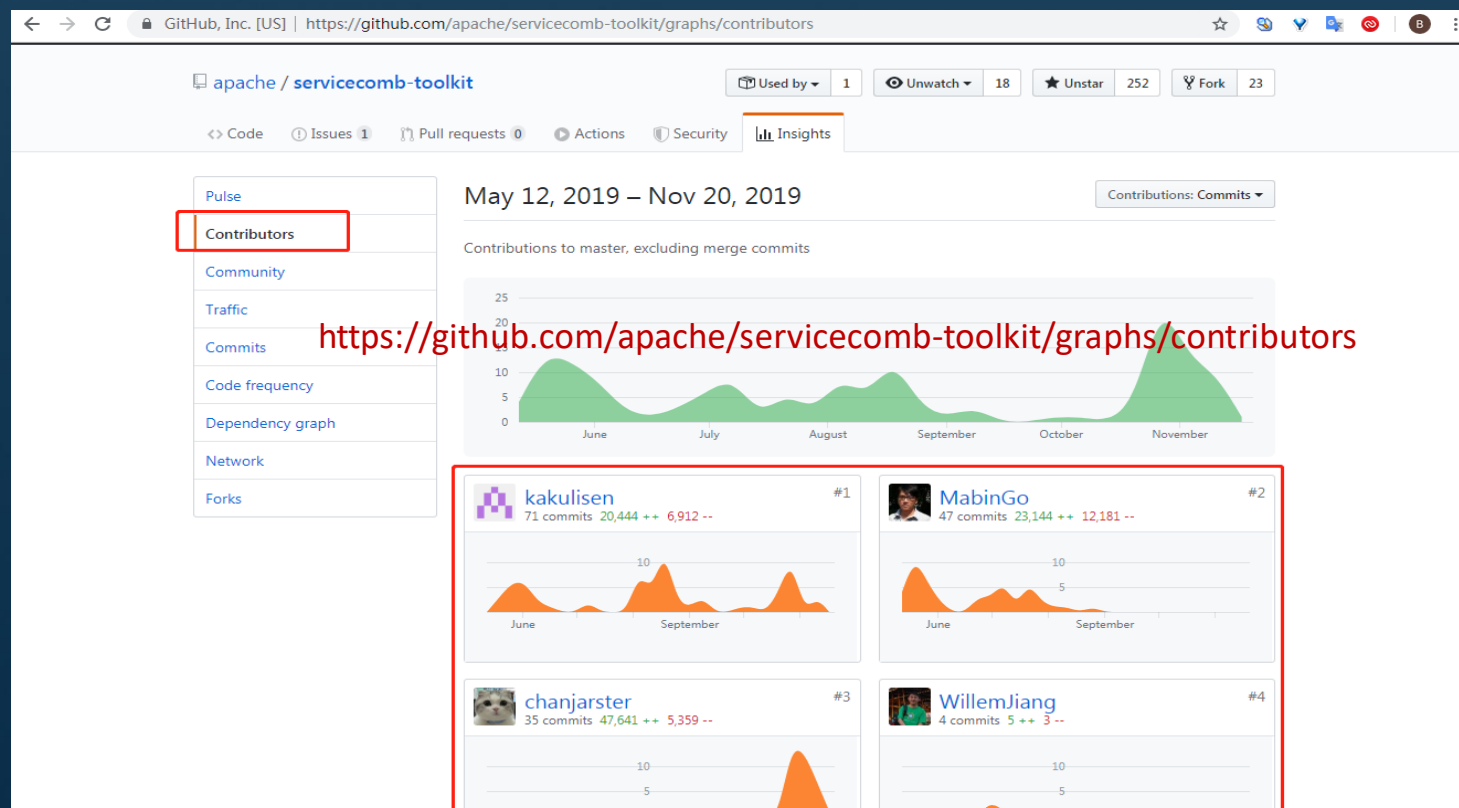 GitHub, Inc. [US] | https://github.com/apache/servicecomb-toolkit/graphs/contributors
B
apache / servicecomb-toolkit
Used by 1
Unwatch 18
Unstar 252
Fork 23
<> Code
Issues 1
Pull requests 0
Actions
Security
Insights
Pulse
Contributors
Community
Traffic
Commits
Code frequency
Dependency graph
Network
Forks
May 12, 2019 – Nov 20, 2019
Contributions: Commits
Contributions to master, excluding merge commits
25
20
https://github.com/apache/servicecomb-toolkit/graphs/contributors
15
10
5
0
June July August September October November
kakulisen #1
71 commits 20,444 ++ 6,912 --
10
June September
MabinGo #2
47 commits 23,144 ++ 12,181 --
10
5
June September
chanjarster #3
35 commits 47,641 ++ 5,359 --
10
5
WillemJiang #4
4 commits 5 ++ 3 --
10
5